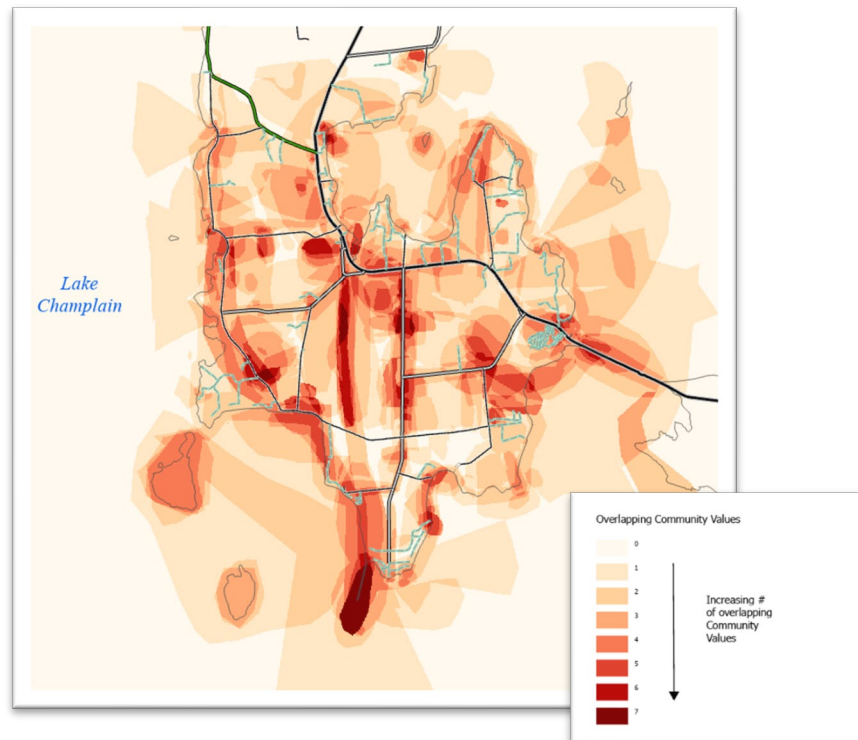 Lake
Champlain
Overlapping Community Values
0
1
2
3
4
5
6
7
Increasing #
of overlapping
Community
Values